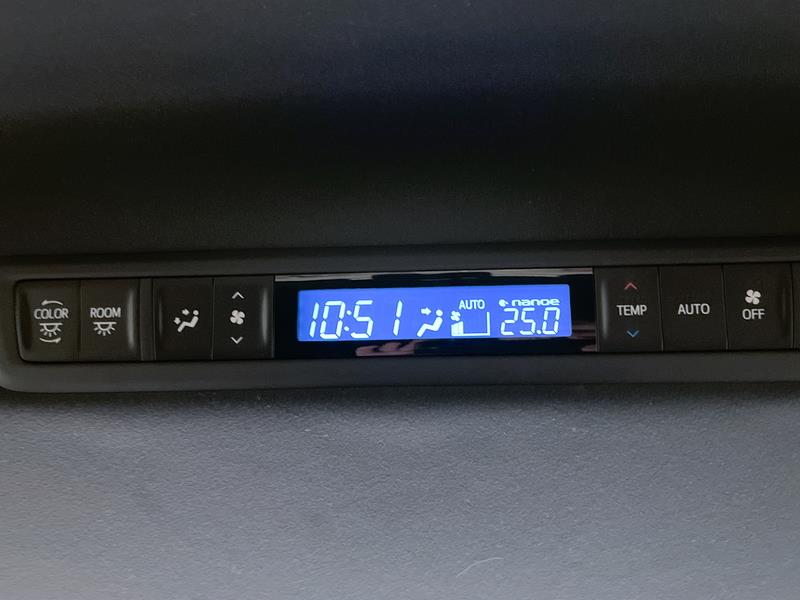 COLOR
ROOM
10:51
AUTO
nanoe
25.0
TEMP
AUTO
OFF